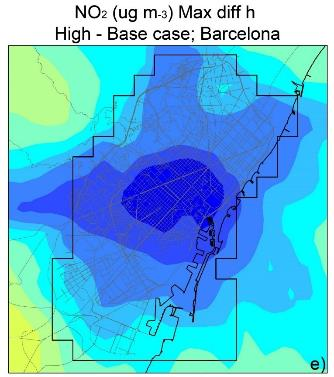 NO₂ (ug m-₃) Max diff h
High - Base case; Barcelona
e)